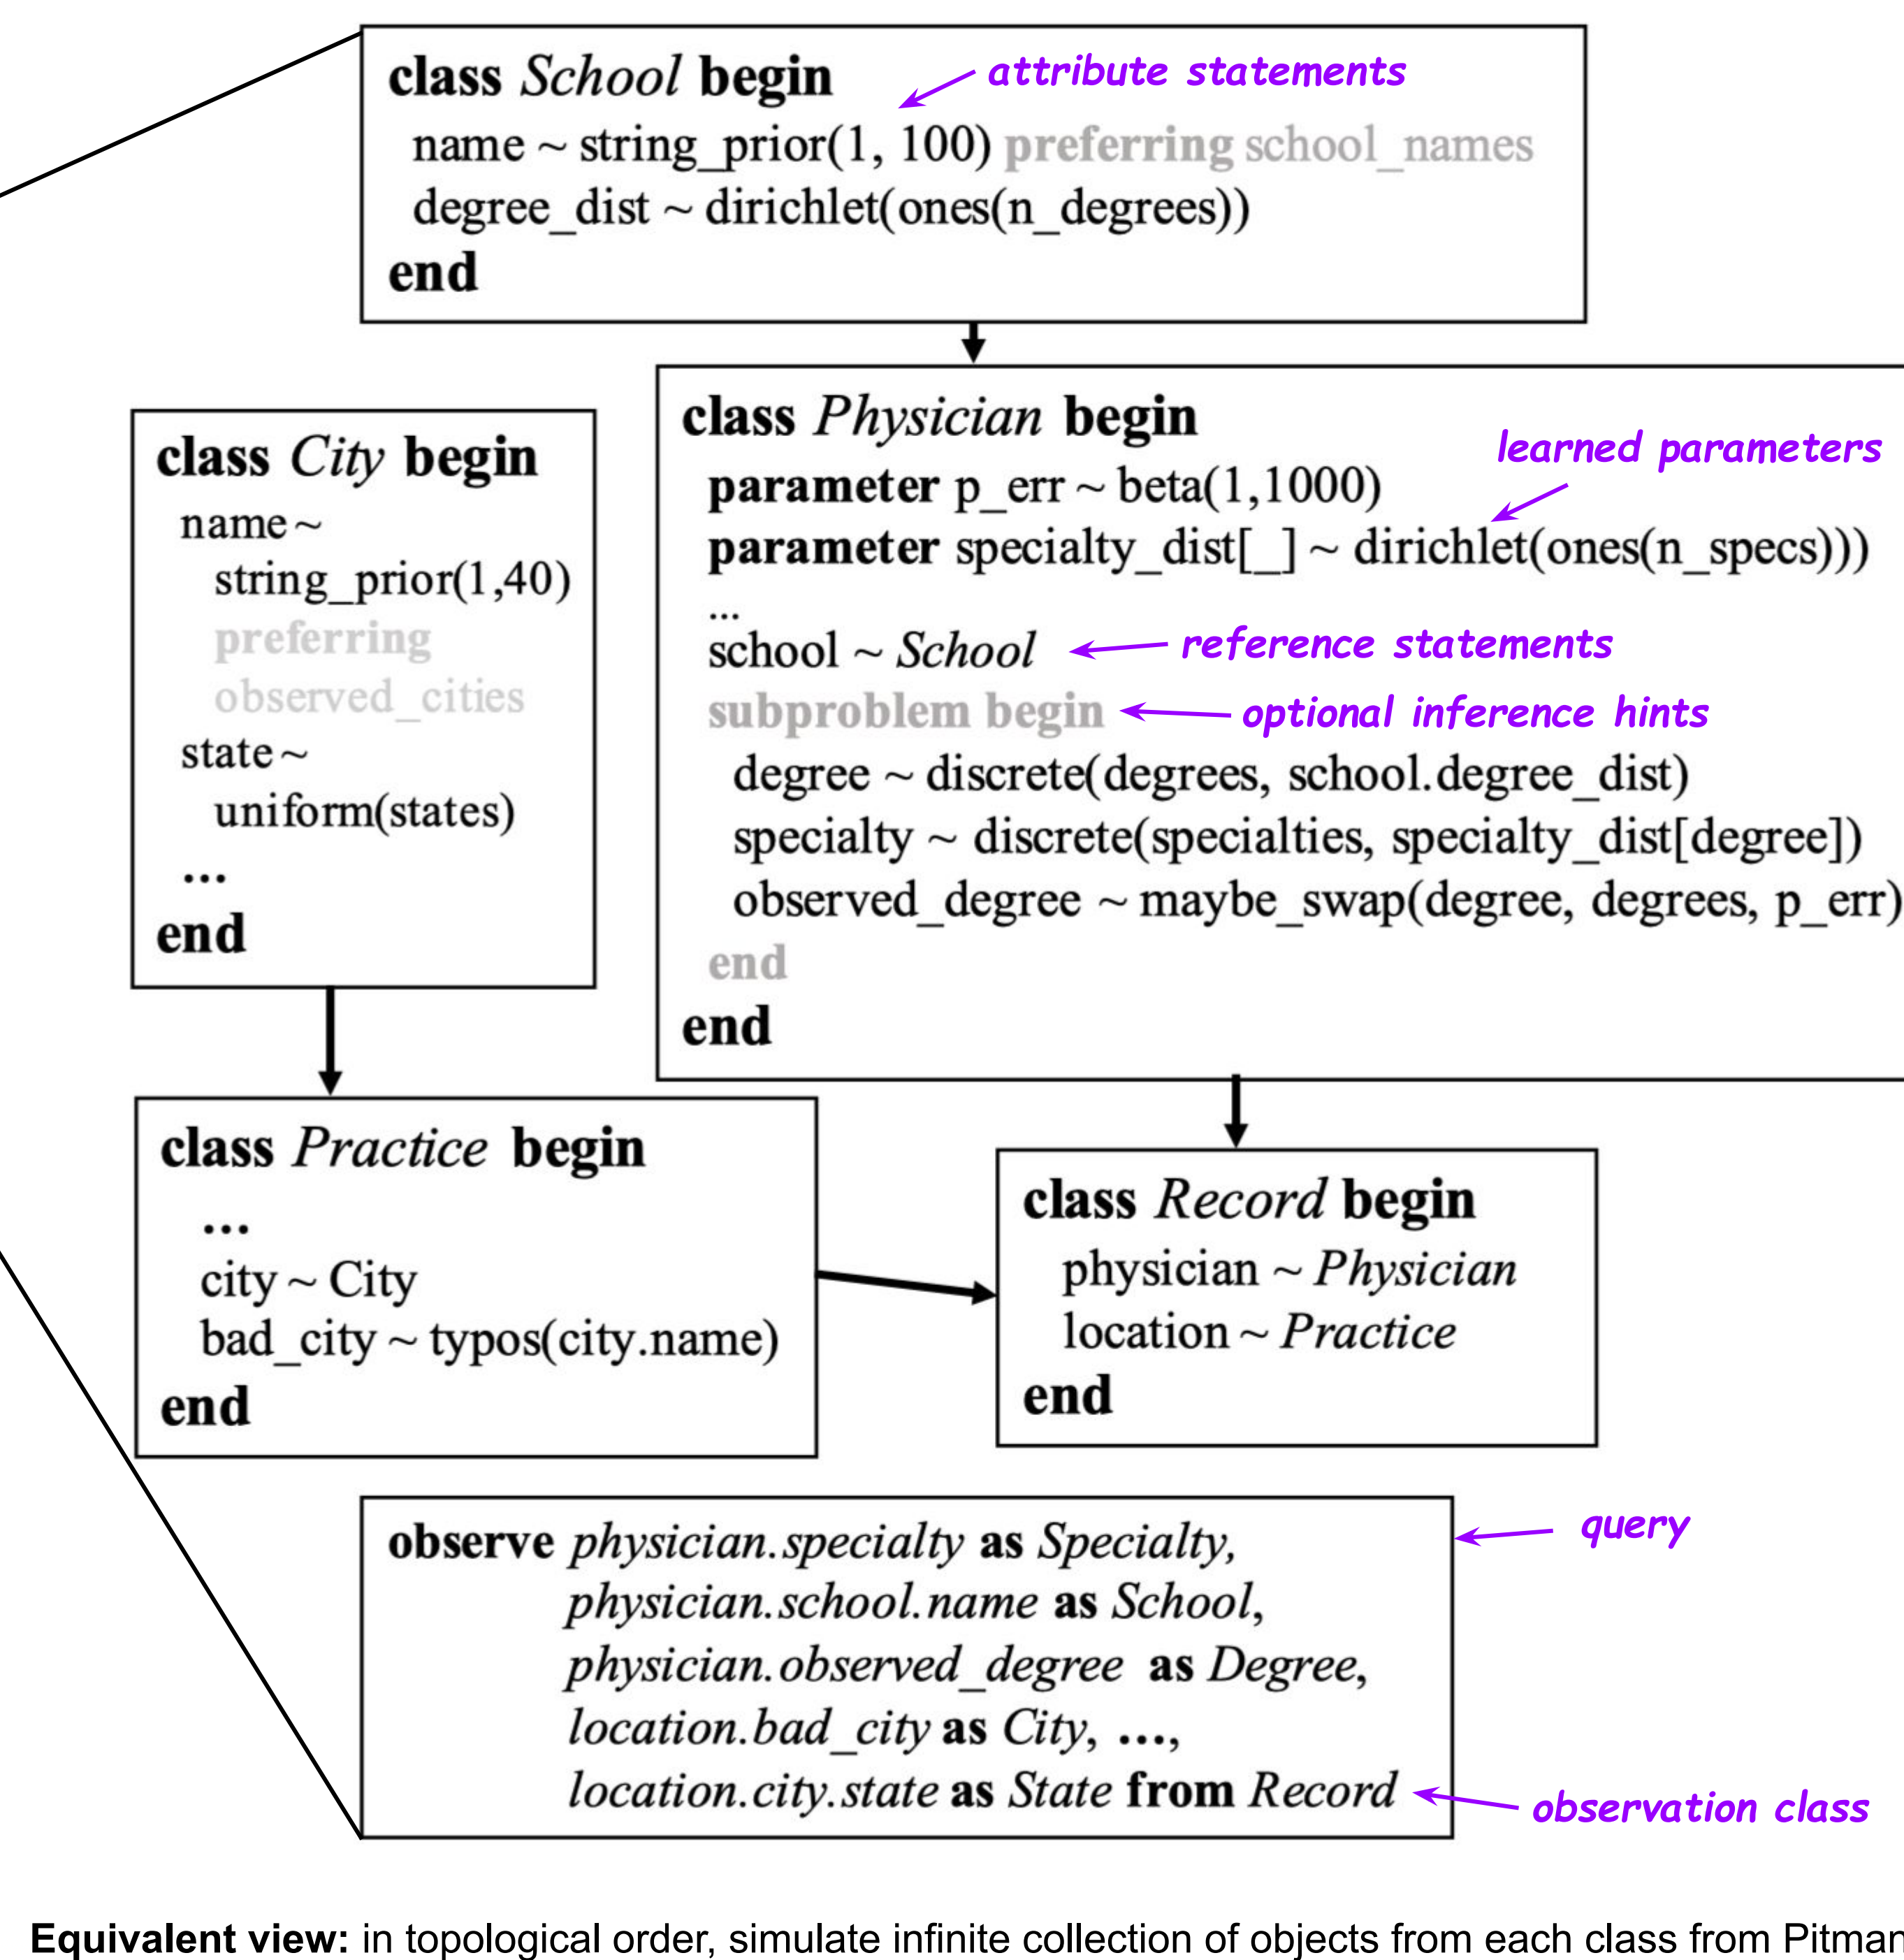 class School begin
attribute statements
name ~ string_prior(1, 100) preferring school_names
degree_dist ~ dirichlet(ones(n_degrees))
end
class City begin
name ~
string_prior(1,40)
preferring
observed_cities
state ~
uniform(states)
...
end
class Physician begin
learned parameters
parameter p_err ~ beta(1,1000)
parameter specialty_dist[_] ~ dirichlet(ones(n_specs)))
...
school ~ School
reference statements
subproblem begin
optional inference hints
degree ~ discrete(degrees, school.degree_dist)
specialty ~ discrete(specialties, specialty_dist[degree])
observed_degree ~ maybe_swap(degree, degrees, p_err)
end
end
class Practice begin
...
city ~ City
bad_city ~ typos(city.name)
end
class Record begin
physician ~ Physician
location ~ Practice
end
observe physician.specialty as Specialty,
query
physician.school.name as School,
physician.observed_degree as Degree,
location.bad_city as City, ...,
location.city.state as State from Record
observation class
Equivalent view: in topological order, simulate infinite collection of objects from each class from Pitman